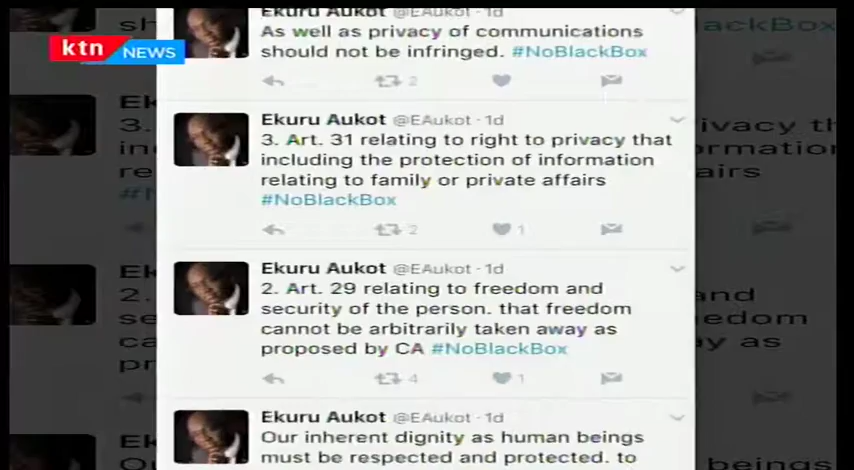 ktn NEWS
Ekuru Aukot @EAukot · 1d
As well as privacy of communications
should not be infringed. #NoBlackBox
2
Ekuru Aukot @EAukot · 1d
3. Art. 31 relating to right to privacy that
including the protection of information
relating to family or private affairs
#NoBlackBox
2 1
Ekuru Aukot @EAukot · 1d
2. Art. 29 relating to freedom and
security of the person. that freedom
cannot be arbitrarily taken away as
proposed by CA #NoBlackBox
4 1
Ekuru Aukot @EAukot · 1d
Our inherent dignity as human beings
must be respected and protected. to